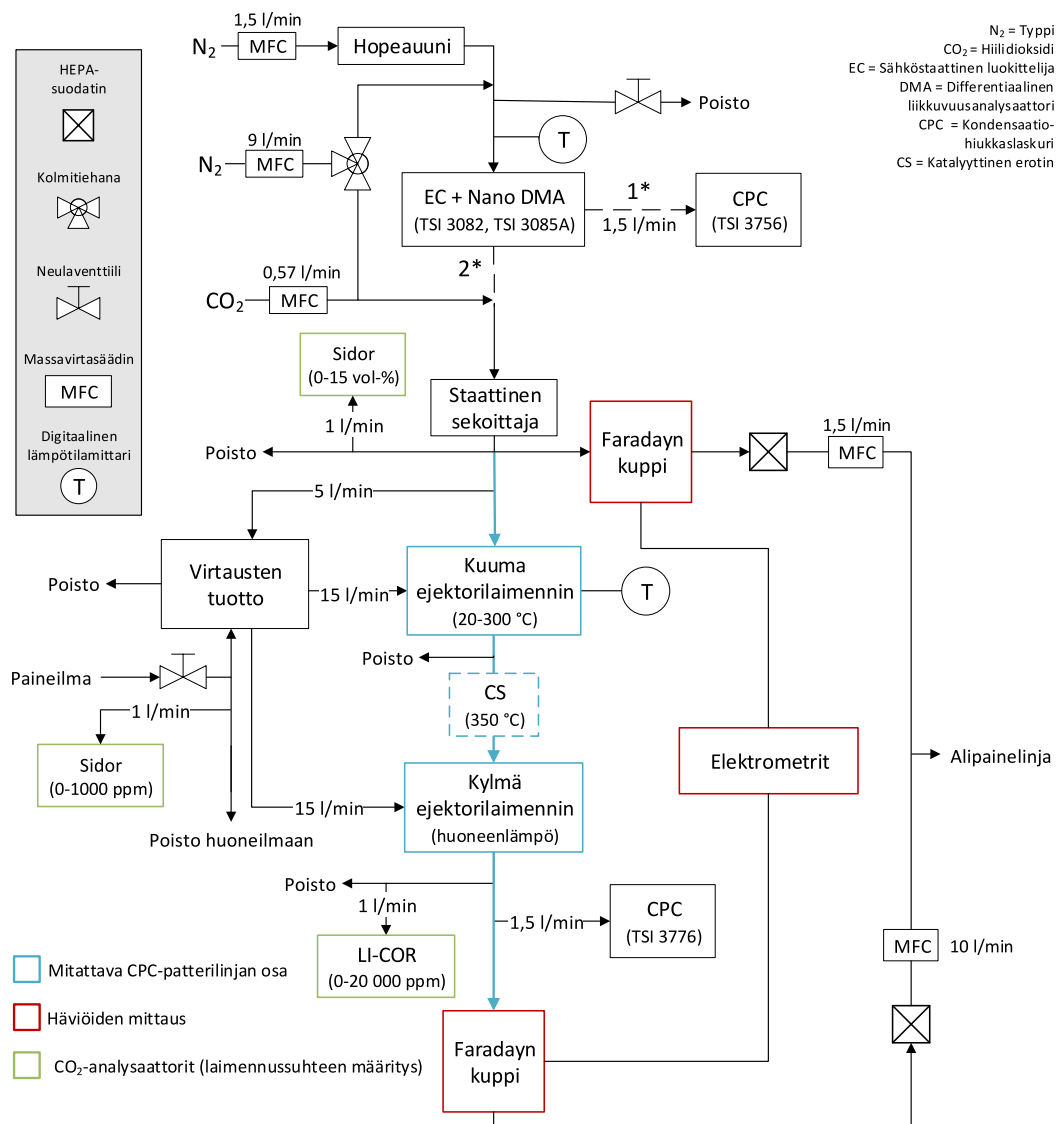 1,5 l/min
N₂
MFC
Hopeauuni
N₂ = Typpi
CO₂ = Hiilidioksidi
EC = Sähköstaattinen luokittelija
DMA = Differentiaalinen
liikkuvuusanalysaattori
CPC = Kondensaatio-
hiukkaslaskuri
CS = Katalyyttinen erotin
HEPA-
suodatin
Kolmitiehana
Neulaventtiili
Massavirtasäädin
MFC
Digitaalinen
lämpötilamittari
T
Poisto
T
9 l/min
N₂
MFC
EC + Nano DMA
(TSI 3082, TSI 3085A)
1*
1,5 l/min
CPC
(TSI 3756)
2*
0,57 l/min
CO₂
MFC
Sidor
(0-15 vol-%)
1 l/min
Staattinen
sekoittaja
Poisto
Faradayn
kuppi
1,5 l/min
MFC
5 l/min
Virtausten
tuotto
Poisto
15 l/min
Kuuma
ejektorilaimennin
(20-300 °C)
T
Poisto
Paineilma
CS
(350 °C)
1 l/min
Sidor
(0-1000 ppm)
Elektrometrit
Alipainelinja
15 l/min
Kylmä
ejektorilaimennin
(huoneenlämpö)
Poisto huoneilmaan
Poisto
1 l/min
LI-COR
(0-20 000 ppm)
1,5 l/min
CPC
(TSI 3776)
MFC
10 l/min
Mitattava CPC-patterilinjan osa
Häviöiden mittaus
CO₂-analysaattorit (laimennussuhteen määritys)
Faradayn
kuppi